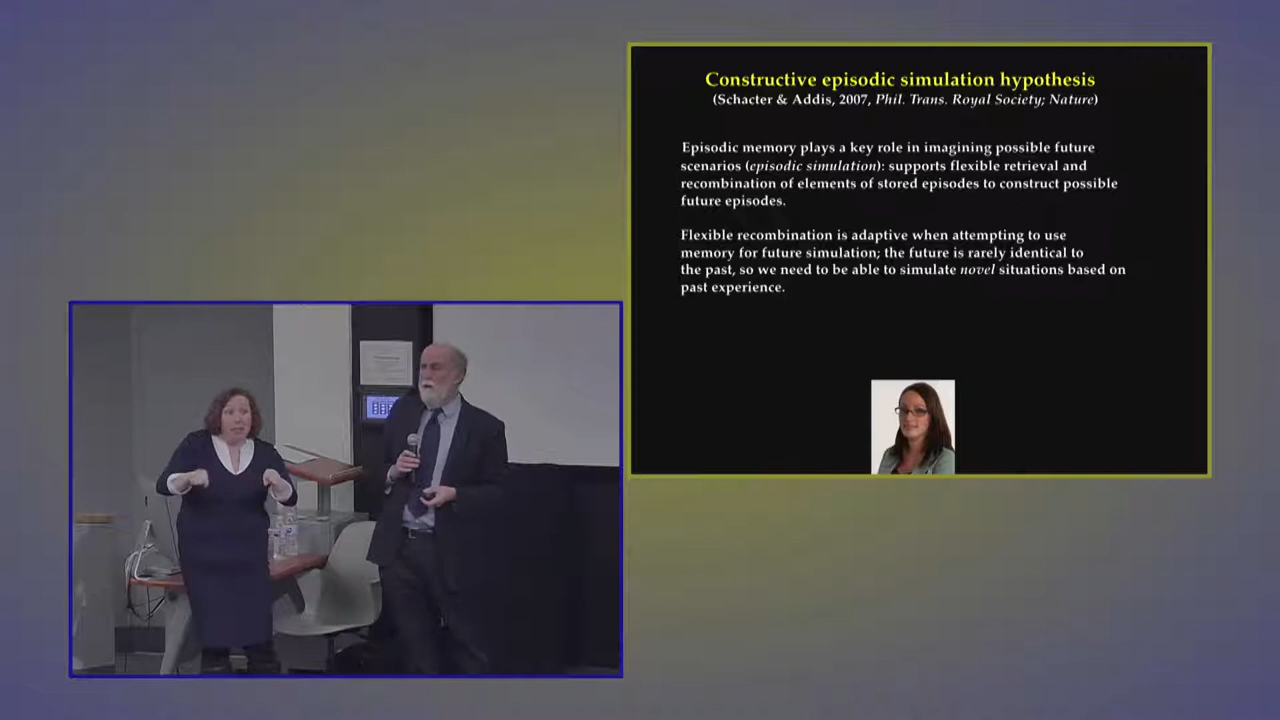 Constructive episodic simulation hypothesis
(Schacter & Addis, 2007, Phil. Trans. Royal Society; Nature)
Episodic memory plays a key role in imagining possible future
scenarios (episodic simulation): supports flexible retrieval and
recombination of elements of stored episodes to construct possible
future episodes.
Flexible recombination is adaptive when attempting to use
memory for future simulation; the future is rarely identical to
the past, so we need to be able to simulate novel situations based on
past experience.